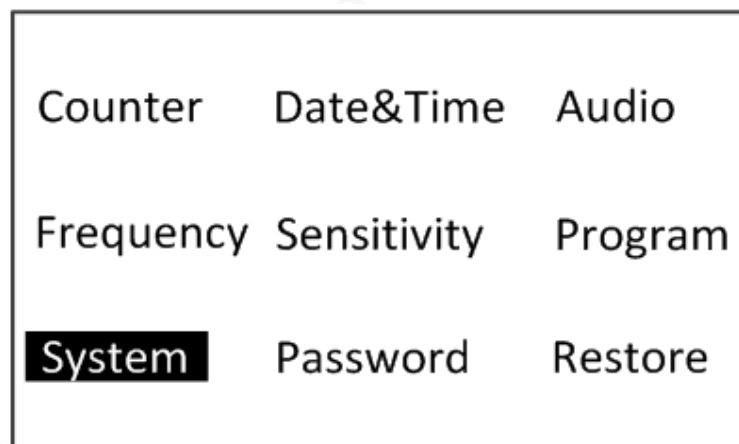 Counter Date&Time Audio
Frequency Sensitivity Program
System Password Restore